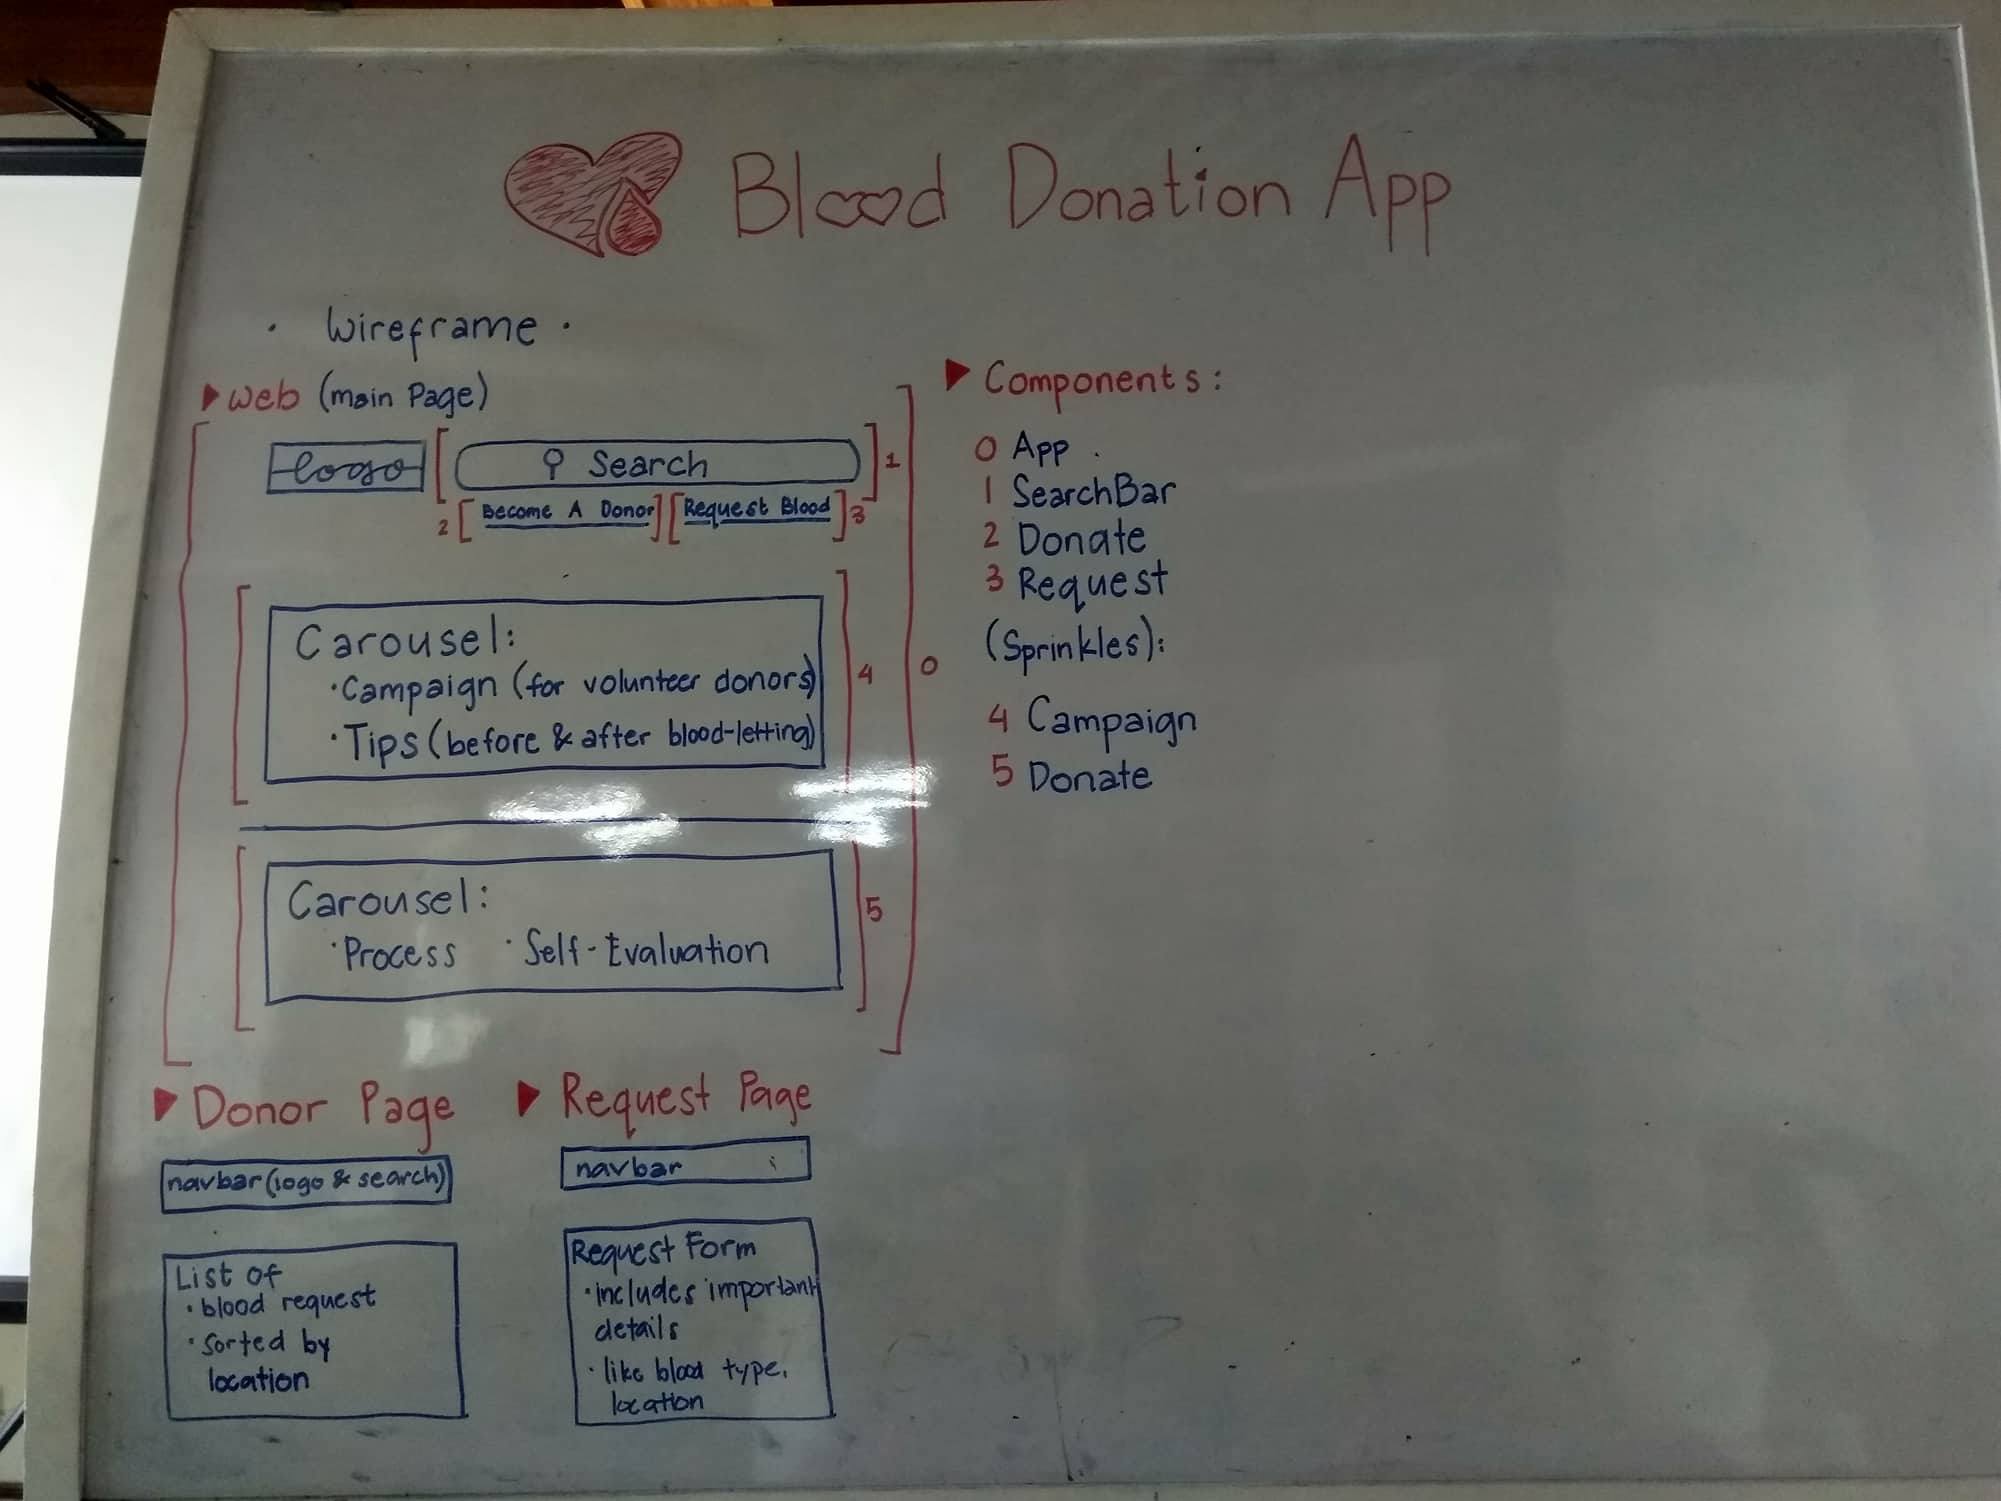 Blood Donation App
· Wireframe ·
web (main Page)
logo
Search
1
2
Become A Donor
Request Blood
3
Carousel:
·Campaign (for volunteer donors)
·Tips (before & after blood-letting)
4
0
Carousel:
·Process ·Self-Evaluation
5
Components:
0 App
1 SearchBar
2 Donate
3 Request
(Sprinkles):
4 Campaign
5 Donate
Donor Page
navbar (logo & search)
List of
·blood request
·sorted by
location
Request Page
navbar
Request Form
·includes important
details
·like blood type,
location